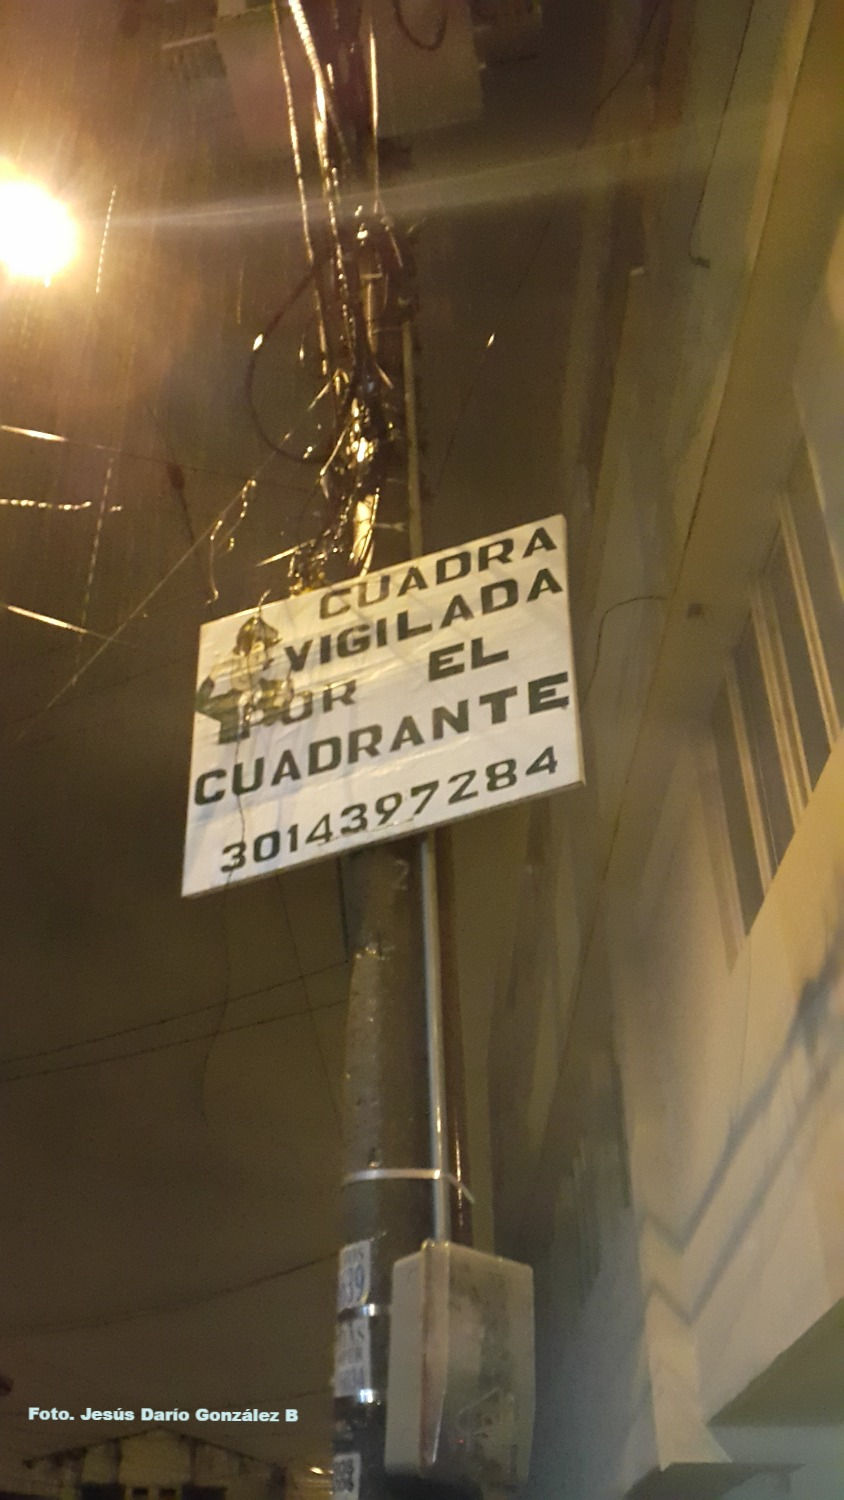 CUADRA
VIGILADA
POR EL
CUADRANTE
3014397284
Foto. Jesús Darío González B